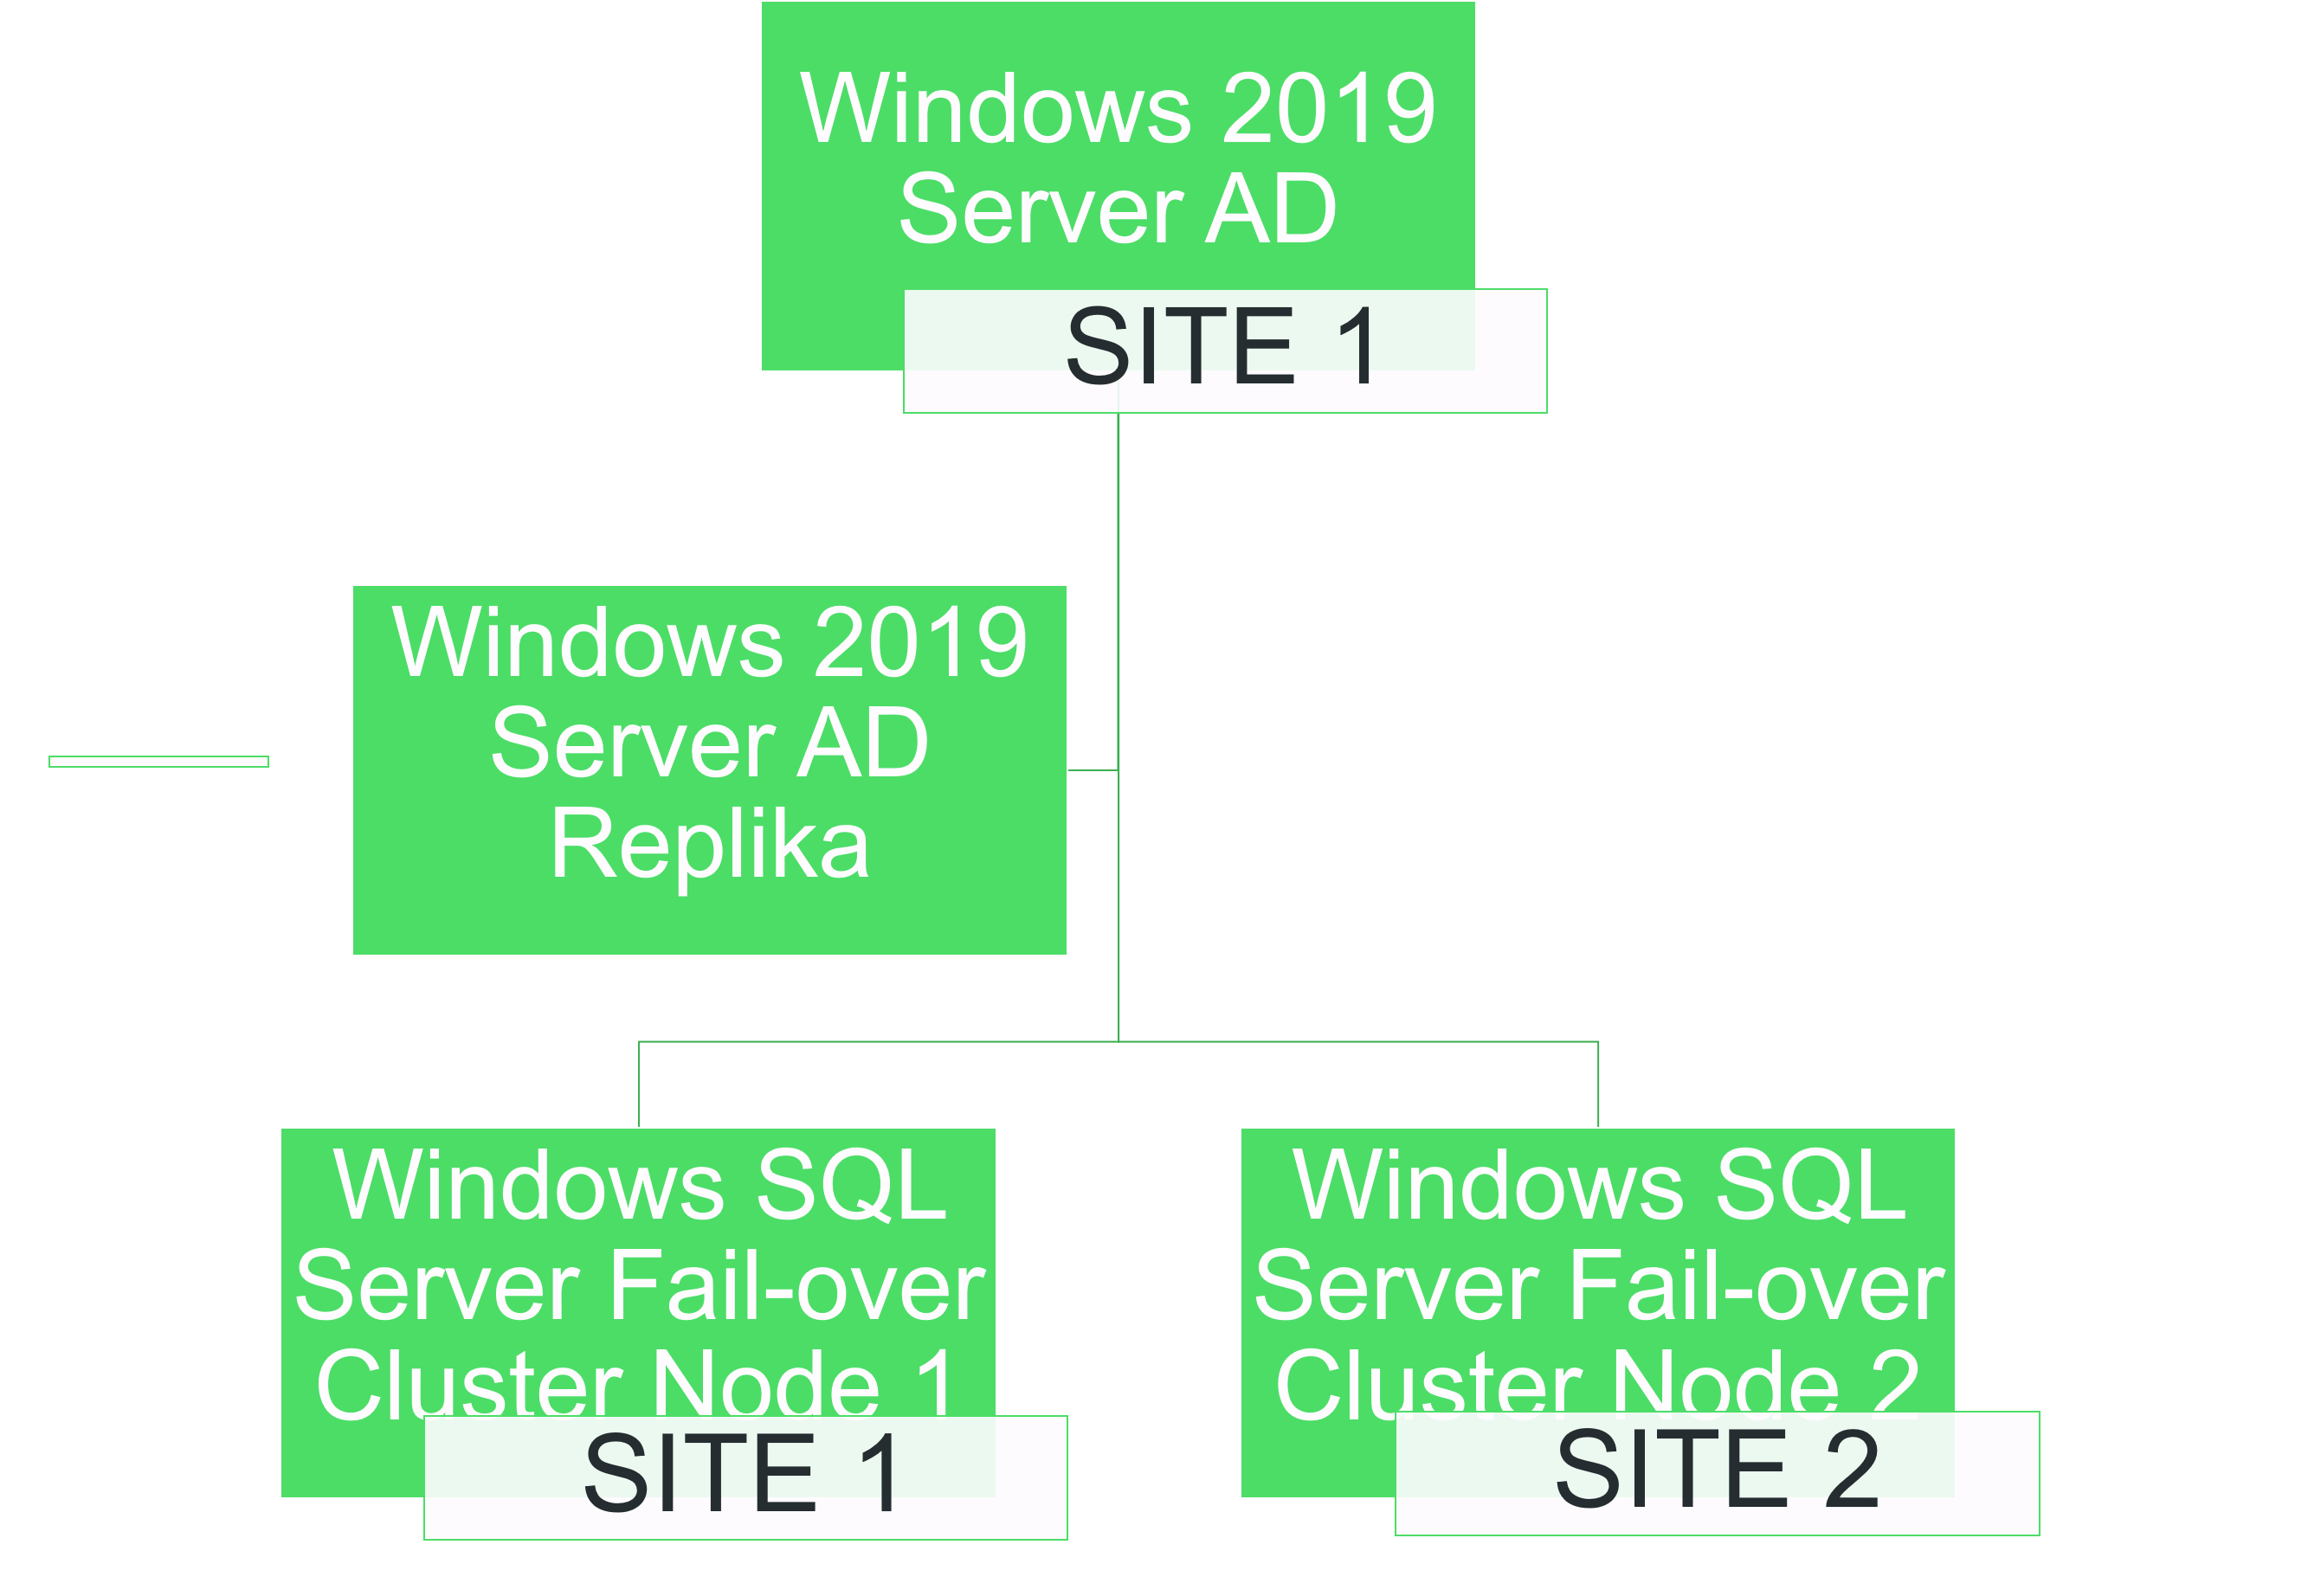 Windows 2019
Server AD
SITE 1
Windows 2019
Server AD
Replika
Windows SQL
Server Fail-over
Cluster Node 1
SITE 1
Windows SQL
Server Fail-over
Cluster Node 2
SITE 2